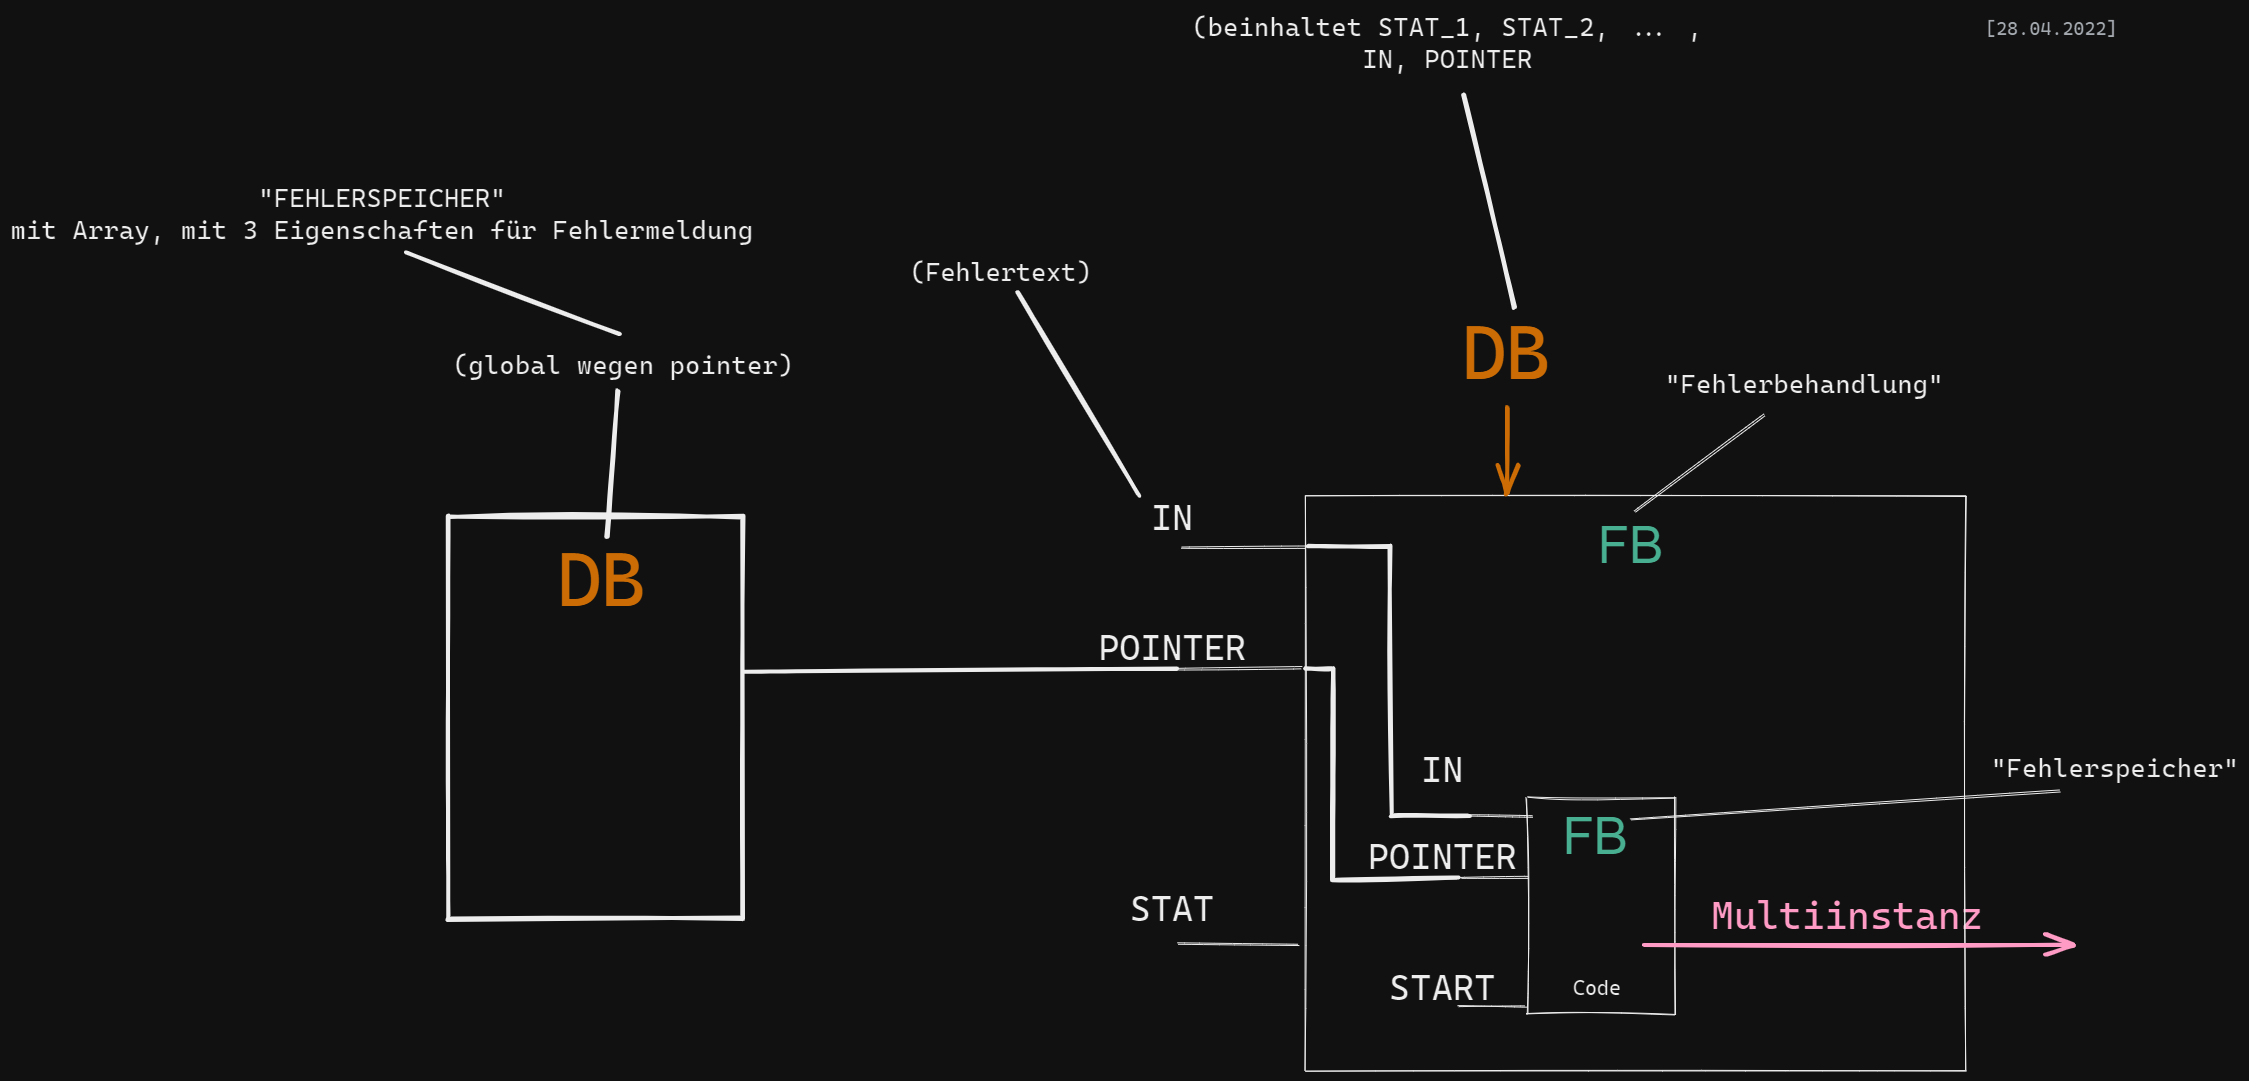 (beinhaltet STAT_1, STAT_2, ... ,
IN, POINTER
[28.04.2022]
"FEHLERSPEICHER"
mit Array, mit 3 Eigenschaften für Fehlermeldung
(Fehlertext)
(global wegen pointer)
DB
"Fehlerbehandlung"
IN
FB
DB
POINTER
IN
"Fehlerspeicher"
FB
POINTER
STAT
Multiinstanz
START
Code